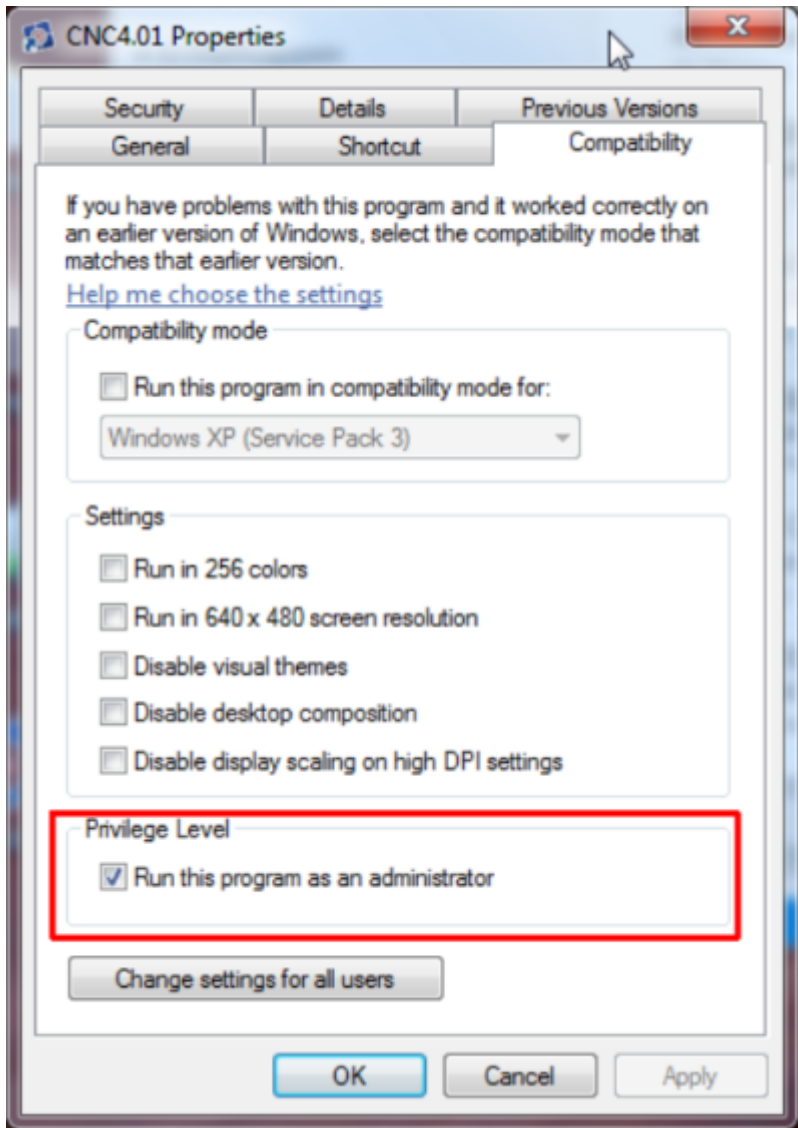 CNC4.01 Properties
Security Details Previous Versions
General Shortcut Compatibility
If you have problems with this program and it worked correctly on
an earlier version of Windows, select the compatibility mode that
matches that earlier version.
Help me choose the settings
Compatibility mode
Run this program in compatibility mode for:
Windows XP (Service Pack 3)
Settings
Run in 256 colors
Run in 640 x 480 screen resolution
Disable visual themes
Disable desktop composition
Disable display scaling on high DPI settings
Privilege Level
Run this program as an administrator
Change settings for all users
OK Cancel Apply